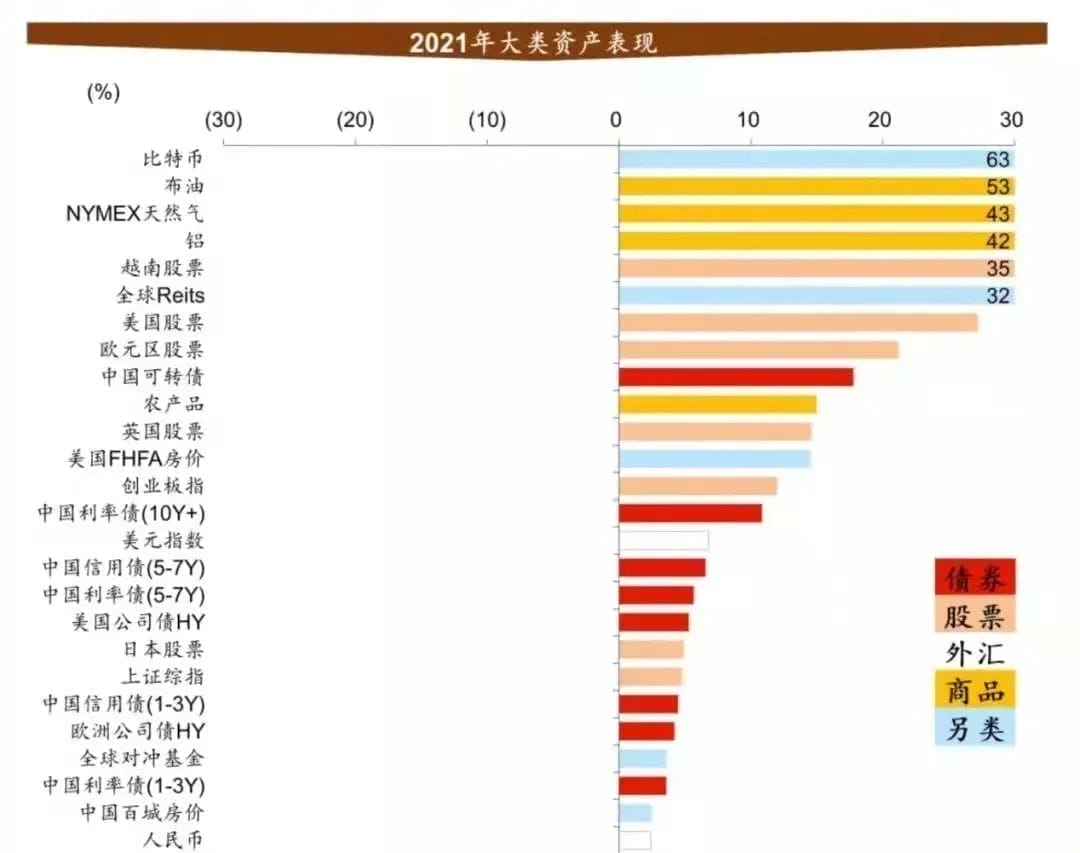 2021年大类资产表现
(%)
(30) (20) (10) 0 10 20 30
比特币 63
布油 53
NYMEX天然气 43
铝 42
越南股票 35
全球Reits 32
美国股票
欧元区股票
中国可转债
农产品
英国股票
美国FHFA房价
创业板指
中国利率债(10Y+)
美元指数
中国信用债(5-7Y)
中国利率债(5-7Y)
美国公司债HY
日本股票
上证综指
中国信用债(1-3Y)
欧洲公司债HY
全球对冲基金
中国利率债(1-3Y)
中国百城房价
人民币
债券
股票
外汇
商品
另类